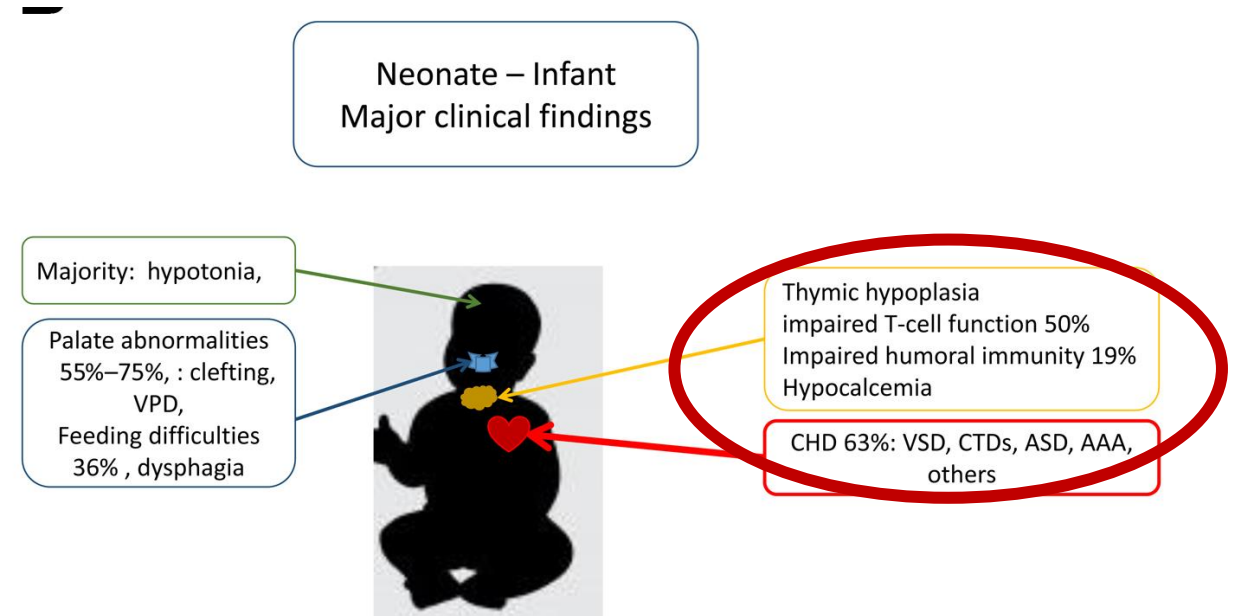 Neonate – Infant
Major clinical findings
Majority:  hypotonia,
Palate abnormalities
55%–75%, : clefting,
VPD,
Feeding difficulties
36% , dysphagia
Thymic hypoplasia
impaired T-cell function 50%
Impaired humoral immunity 19%
Hypocalcemia
CHD 63%: VSD, CTDs, ASD, AAA,
others